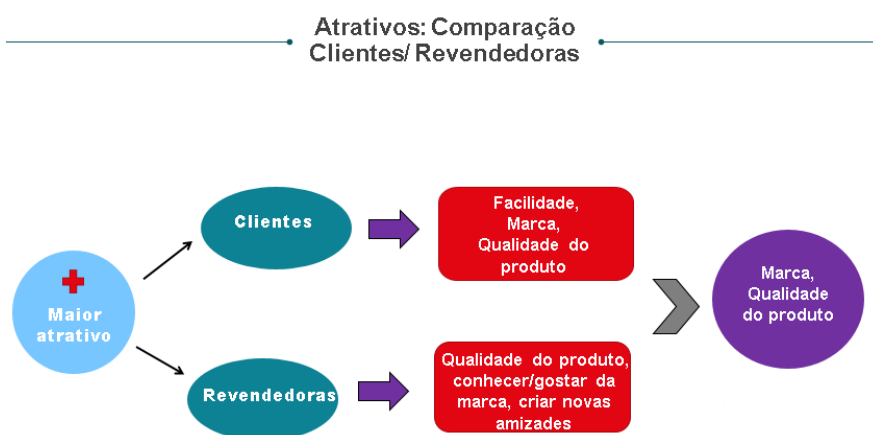 Atrativos: Comparação
Clientes/ Revendedoras
Clientes
Facilidade,
Marca,
Qualidade do
produto
Maior
atrativo
Marca,
Qualidade
do produto
Revendedoras
Qualidade do produto,
conhecer/gostar da
marca, criar novas
amizades